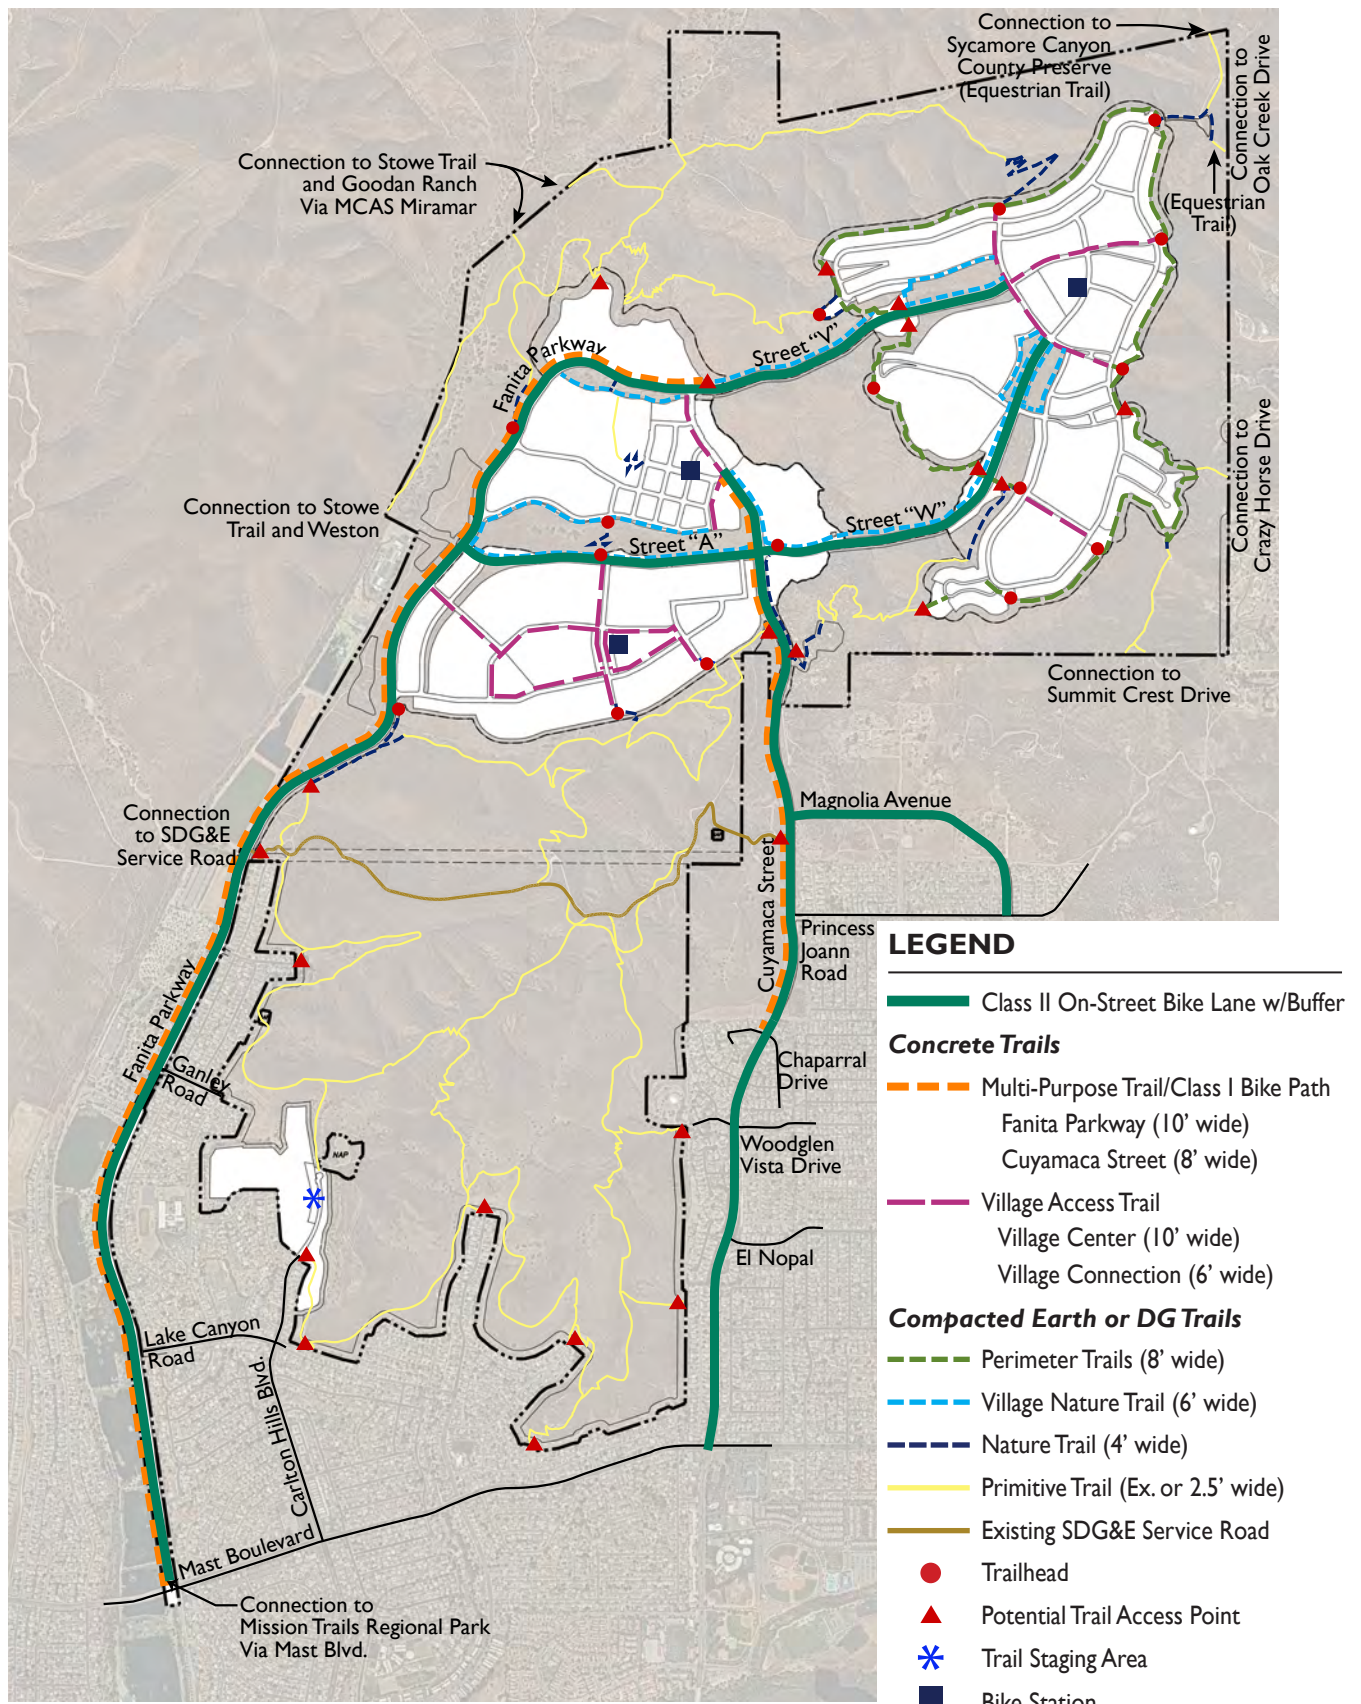 Connection to
Sycamore Canyon
County Preserve
(Equestrian Trail)
Connection to
Oak Creek Drive
(Equestrian
Trail)
Connection to Stowe Trail
and Goodan Ranch
Via MCAS Miramar
Fanita Parkway
Street “V”
Connection to
Crazy Horse Drive
Connection to Stowe
Trail and Weston
Street “W”
Street “A”
Connection to
Summit Crest Drive
Magnolia Avenue
Connection
to SDG&E
Service Road
Cuyamaca Street
Princess
Joann
Road
Fanita Parkway
Ganley
Road
Chaparral
Drive
NAP
Woodglen
Vista Drive
El Nopal
Lake Canyon
Road
Carlton Hills Blvd.
Mast Boulevard
Connection to
Mission Trails Regional Park
Via Mast Blvd.
LEGEND
Class II On-Street Bike Lane w/Buffer
Concrete Trails
Multi-Purpose Trail/Class I Bike Path
Fanita Parkway (10’ wide)
Cuyamaca Street (8’ wide)
Village Access Trail
Village Center (10’ wide)
Village Connection (6’ wide)
Compacted Earth or DG Trails
Perimeter Trails (8’ wide)
Village Nature Trail (6’ wide)
Nature Trail (4’ wide)
Primitive Trail (Ex. or 2.5’ wide)
Existing SDG&E Service Road
Trailhead
Potential Trail Access Point
Trail Staging Area
Bike Station